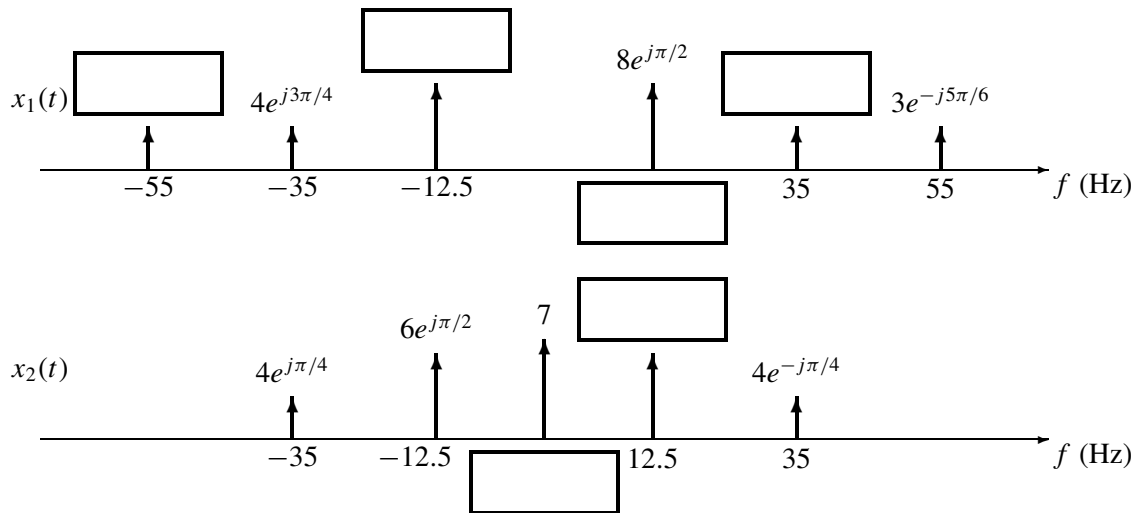 8e^{jπ/2}
x₁(t)
4e^{j3π/4}
3e^{−j5π/6}
−55
−35
−12.5
35
55
f (Hz)
7
6e^{jπ/2}
x₂(t)
4e^{jπ/4}
4e^{−jπ/4}
−35
−12.5
12.5
35
f (Hz)